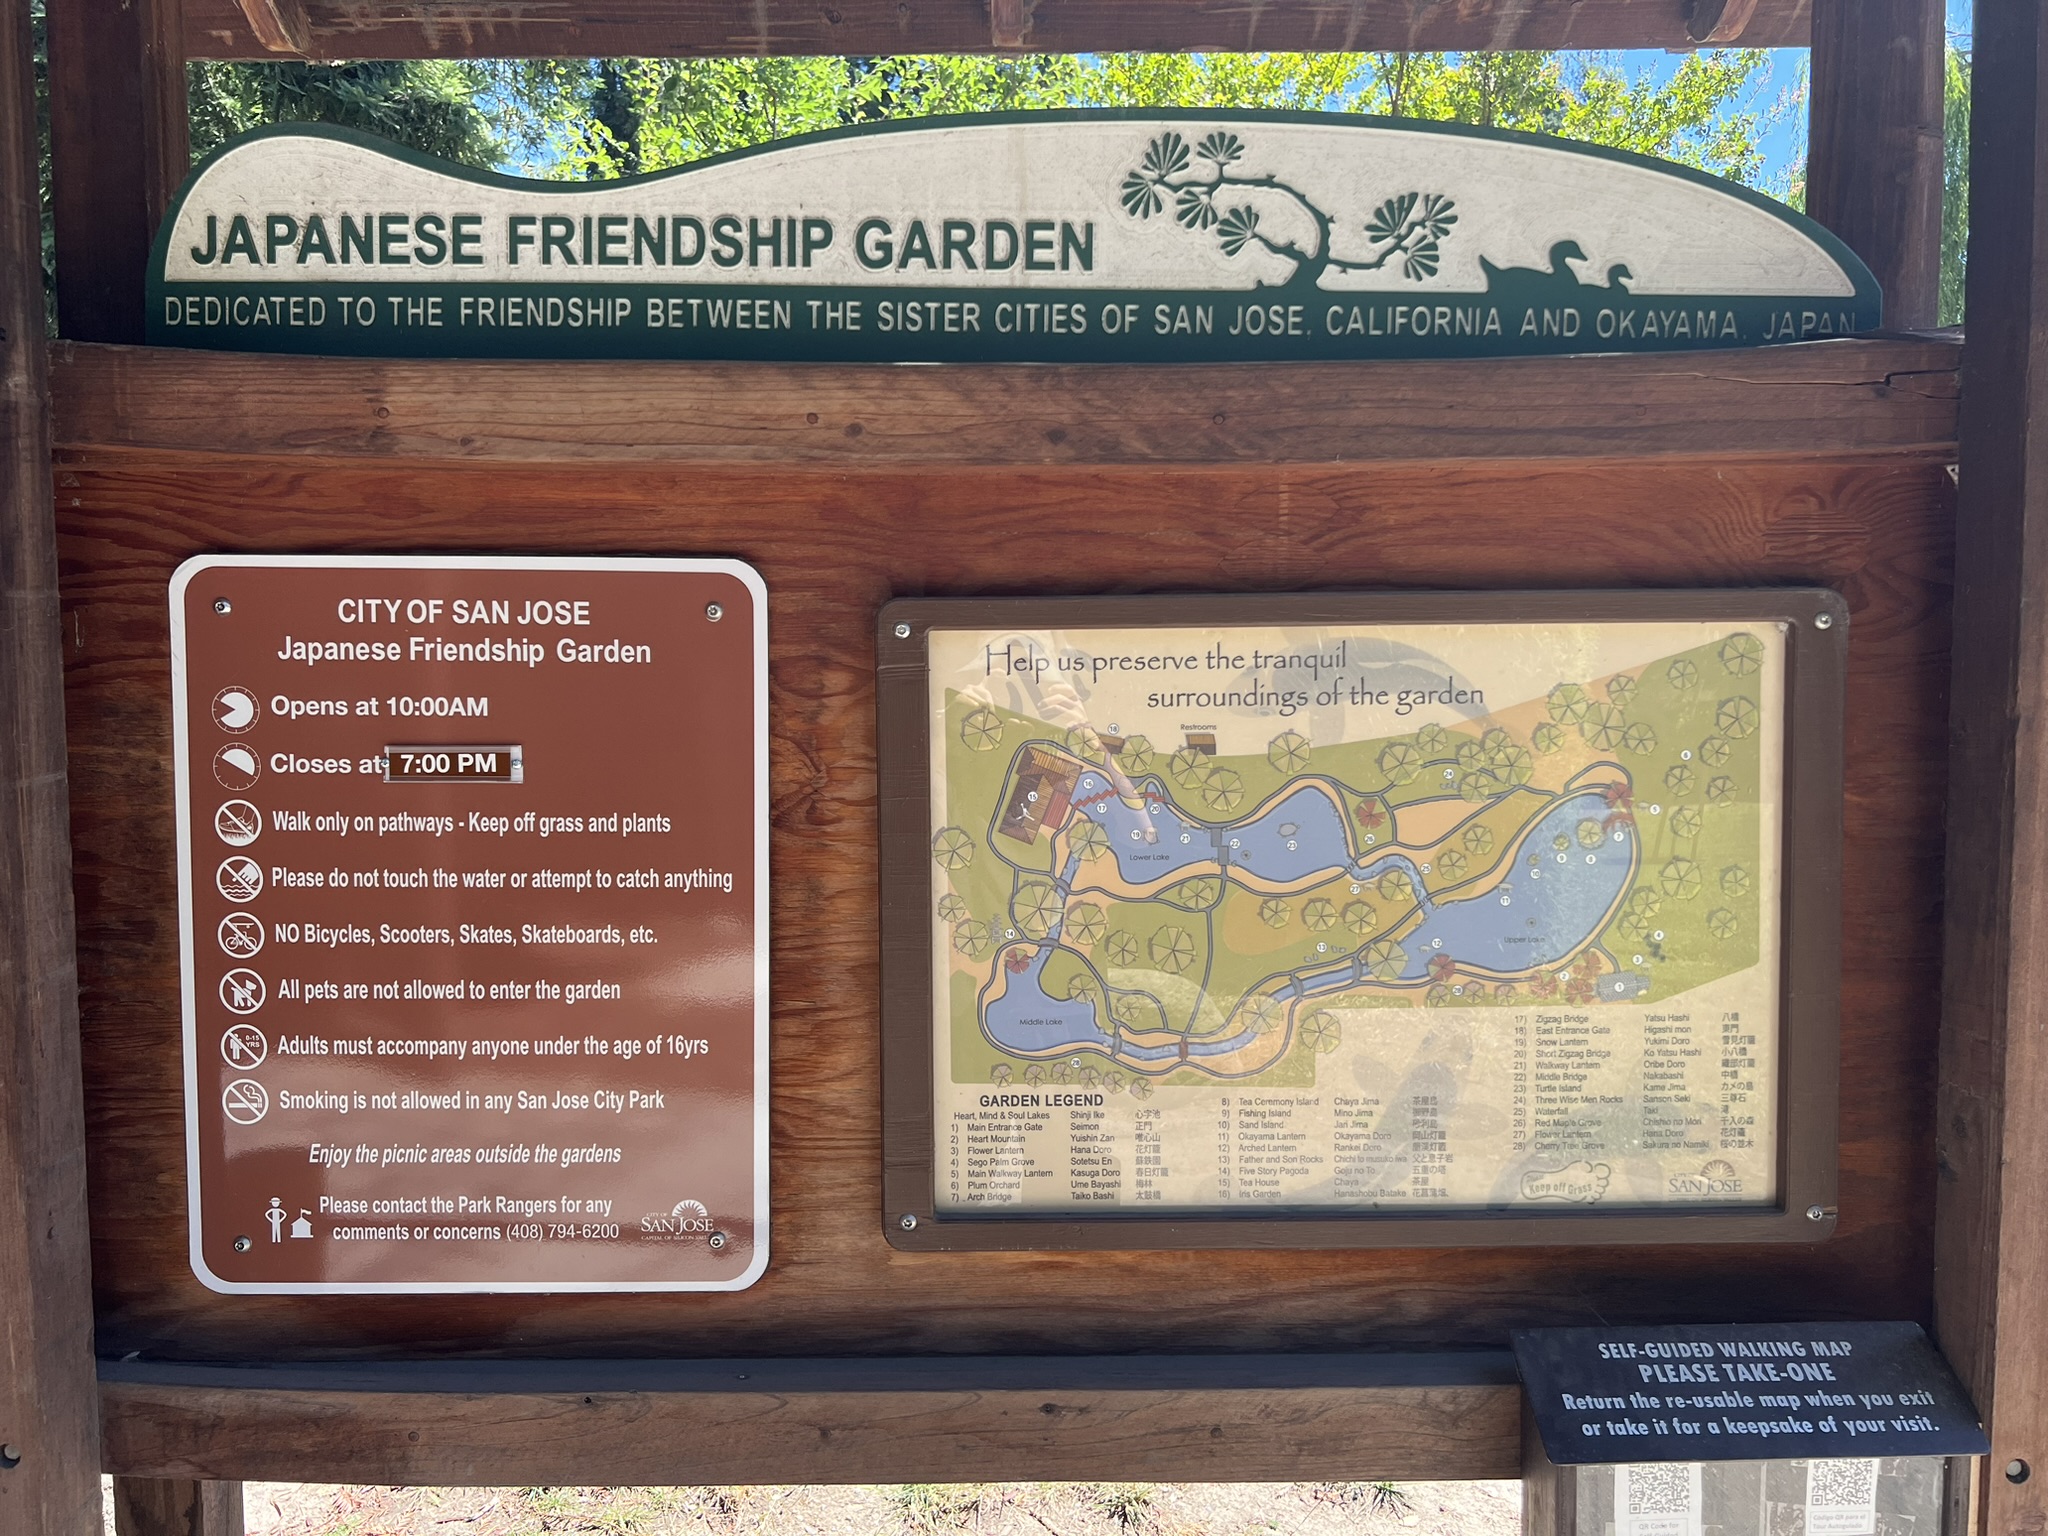 JAPANESE FRIENDSHIP GARDEN
DEDICATED TO THE FRIENDSHIP BETWEEN THE SISTER CITIES OF SAN JOSE, CALIFORNIA AND OKAYAMA, JAPAN
CITY OF SAN JOSE
Japanese Friendship Garden
Opens at 10:00AM
Closes at 7:00 PM
Walk only on pathways - Keep off grass and plants
Please do not touch the water or attempt to catch anything
NO Bicycles, Scooters, Skates, Skateboards, etc.
All pets are not allowed to enter the garden
0-15
YRS
Adults must accompany anyone under the age of 16yrs
Smoking is not allowed in any San Jose City Park
Enjoy the picnic areas outside the gardens
Please contact the Park Rangers for any
comments or concerns (408) 794-6200
CITY OF
SAN JOSE
CAPITAL OF SILICON VALLEY
Help us preserve the tranquil
surroundings of the garden
Restrooms
Lower Lake
Upper Lake
Middle Lake
GARDEN LEGEND
Heart, Mind & Soul Lakes Shinji Ike 心字池
1) Main Entrance Gate Seimon 正門
2) Heart Mountain Yuishin Zan 唯心山
3) Flower Lantern Hana Doro 花灯籠
4) Sego Palm Grove Sotetsu En 蘇鉄園
5) Main Walkway Lantern Kasuga Doro 春日灯籠
6) Plum Orchard Ume Bayashi 梅林
7) Arch Bridge Taiko Bashi 太鼓橋
8) Tea Ceremony Island Chaya Jima 茶屋島
9) Fishing Island Mino Jima
10) Sand Island Jari Jima 砂利島
11) Okayama Lantern Okayama Doro 岡山灯籠
12) Arched Lantern Rankei Doro
13) Father and Son Rocks Chichi to musuko iwa
14) Five Story Pagoda Goju no To 五重の塔
15) Tea House Chaya 茶屋
16) Iris Garden Hanashobu Batake 花菖蒲畑
17) Zigzag Bridge Yatsu Hashi 八橋
18) East Entrance Gate Higashi mon 東門
19) Snow Lantern Yukimi Doro 雪見灯籠
20) Short Zigzag Bridge Ko Yatsu Hashi 小八橋
21) Walkway Lantern Oribe Doro 織部灯籠
22) Middle Bridge Nakabashi 中橋
23) Turtle Island Kame Jima カメの島
24) Three Wise Men Rocks Sanson Seki 三尊石
25) Waterfall Taki 滝
26) Red Maple Grove Chishio no Mori 千入の森
27) Flower Lantern Hana Doro 花灯籠
28) Cherry Tree Grove Sakura no Namiki 桜の並木
Please
Keep off Grass
SAN JOSE
SELF-GUIDED WALKING MAP
PLEASE TAKE-ONE
Return the re-usable map when you exit
or take it for a keepsake of your visit.
QR Code for
Código QR para el
Tour Autoguiado